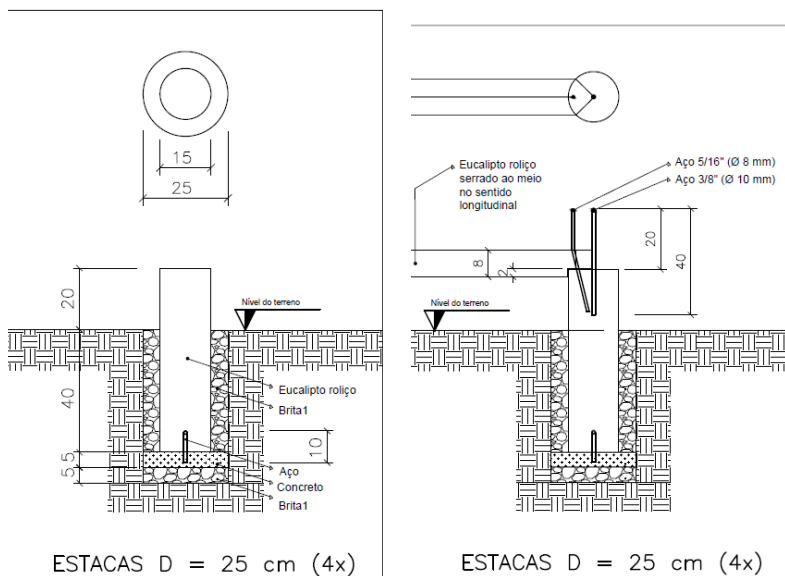 15
25
20
Nível do terreno
40
Eucalipto roliço
Brita1
10
5
5
Aço
Concreto
Brita1
ESTACAS D = 25 cm (4x)
Eucalipto roliço
serrado ao meio
no sentido
longitudinal
Aço 5/16" (Ø 8 mm)
Aço 3/8" (Ø 10 mm)
8
2
20
40
Nível do terreno
ESTACAS D = 25 cm (4x)